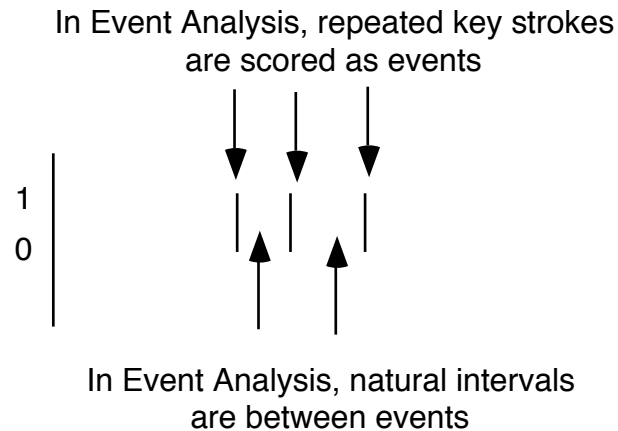 In Event Analysis, repeated key strokes
are scored as events
1
0
In Event Analysis, natural intervals
are between events